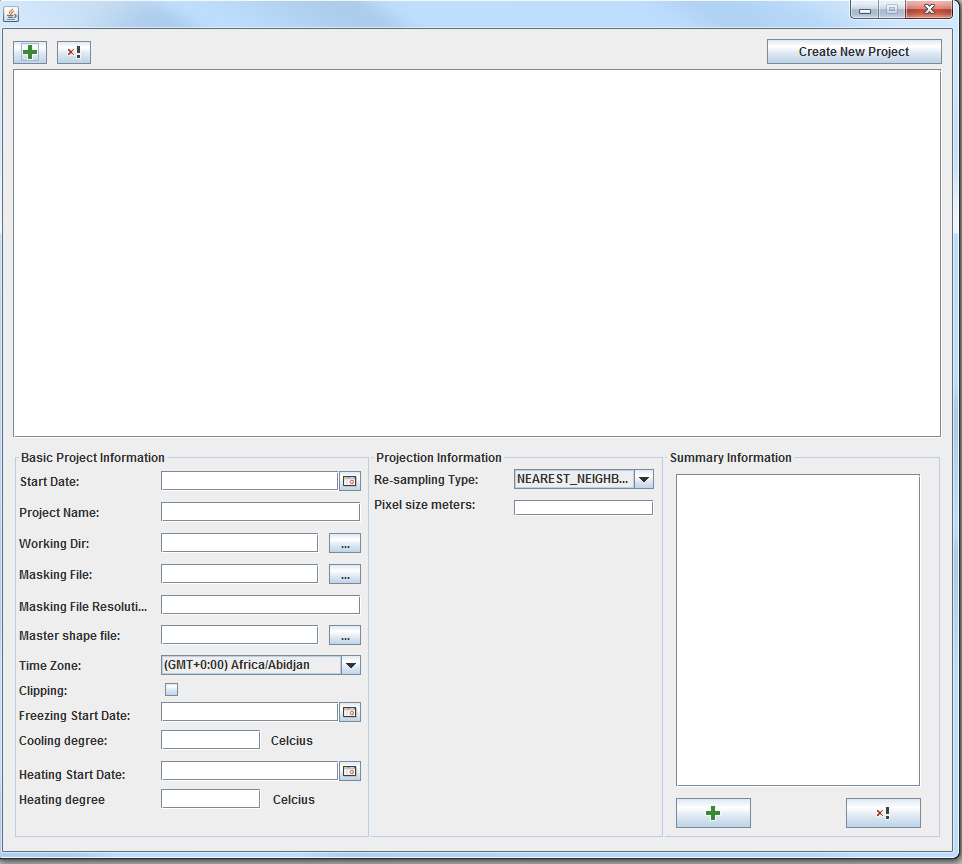 Create New Project
Basic Project Information
Start Date:
Project Name:
Working Dir:
...
Masking File:
...
Masking File Resoluti...
Master shape file:
...
Time Zone: (GMT+0:00) Africa/Abidjan
Clipping:
Freezing Start Date:
Cooling degree: Celcius
Heating Start Date:
Heating degree Celcius
Projection Information
Re-sampling Type: NEAREST_NEIGHB...
Pixel size meters:
Summary Information